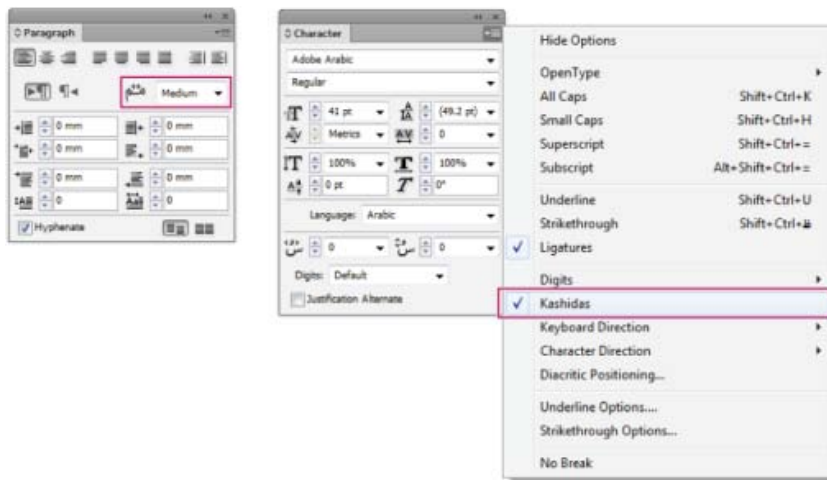 Paragraph
Medium
0 mm
0 mm
0 mm
0 mm
0 mm
0 mm
0
0
Hyphenate
Character
Adobe Arabic
Regular
41 pt
(49.2 pt)
Metrics
0
100%
100%
0 pt
0°
Language: Arabic
0
0
Digits: Default
Justification Alternate
Hide Options
OpenType
All Caps Shift+Ctrl+K
Small Caps Shift+Ctrl+H
Superscript Shift+Ctrl+=
Subscript Alt+Shift+Ctrl+=
Underline Shift+Ctrl+U
Strikethrough
Ligatures
Digits
Kashidas
Keyboard Direction
Character Direction
Diacritic Positioning...
Underline Options....
Strikethrough Options...
No Break